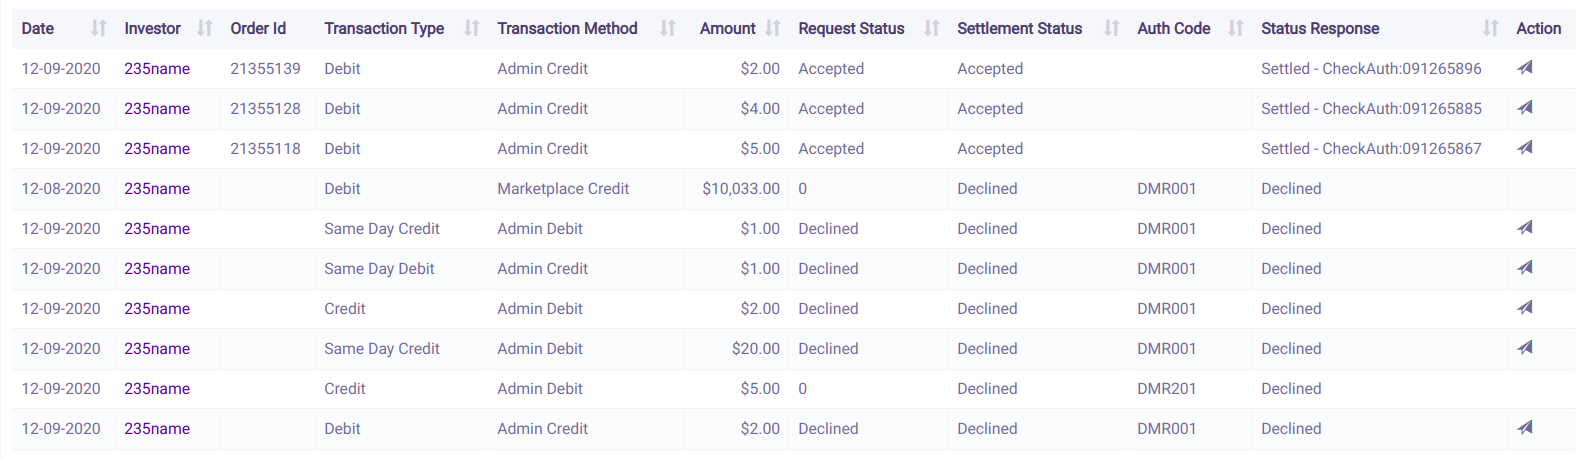 Date Investor Order Id Transaction Type Transaction Method Amount Request Status Settlement Status Auth Code Status Response Action
12-09-2020 235name 21355139 Debit Admin Credit $2.00 Accepted Accepted Settled - CheckAuth:091265896
12-09-2020 235name 21355128 Debit Admin Credit $4.00 Accepted Accepted Settled - CheckAuth:091265885
12-09-2020 235name 21355118 Debit Admin Credit $5.00 Accepted Accepted Settled - CheckAuth:091265867
12-08-2020 235name Debit Marketplace Credit $10,033.00 0 Declined DMR001 Declined
12-09-2020 235name Same Day Credit Admin Debit $1.00 Declined Declined DMR001 Declined
12-09-2020 235name Same Day Debit Admin Credit $1.00 Declined Declined DMR001 Declined
12-09-2020 235name Credit Admin Debit $2.00 Declined Declined DMR001 Declined
12-09-2020 235name Same Day Credit Admin Debit $20.00 Declined Declined DMR001 Declined
12-09-2020 235name Credit Admin Debit $5.00 0 Declined DMR201 Declined
12-09-2020 235name Debit Admin Credit $2.00 Declined Declined DMR001 Declined